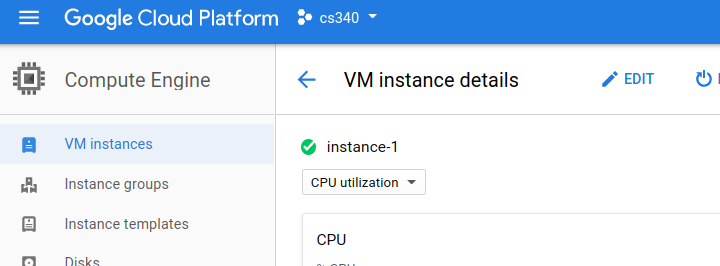 Google Cloud Platform cs340
Compute Engine
VM instance details
EDIT
VM instances
instance-1
CPU utilization
Instance groups
Instance templates
CPU
Disks